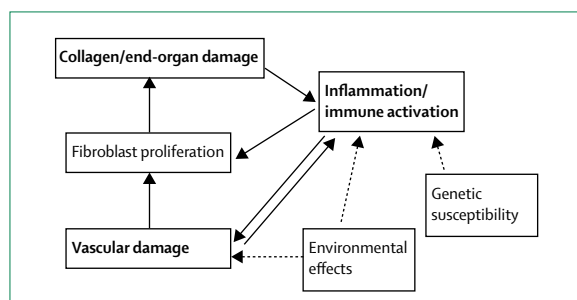 Collagen/end-organ damage
Inflammation/
immune activation
Fibroblast proliferation
Genetic
susceptibility
Vascular damage
Environmental
effects